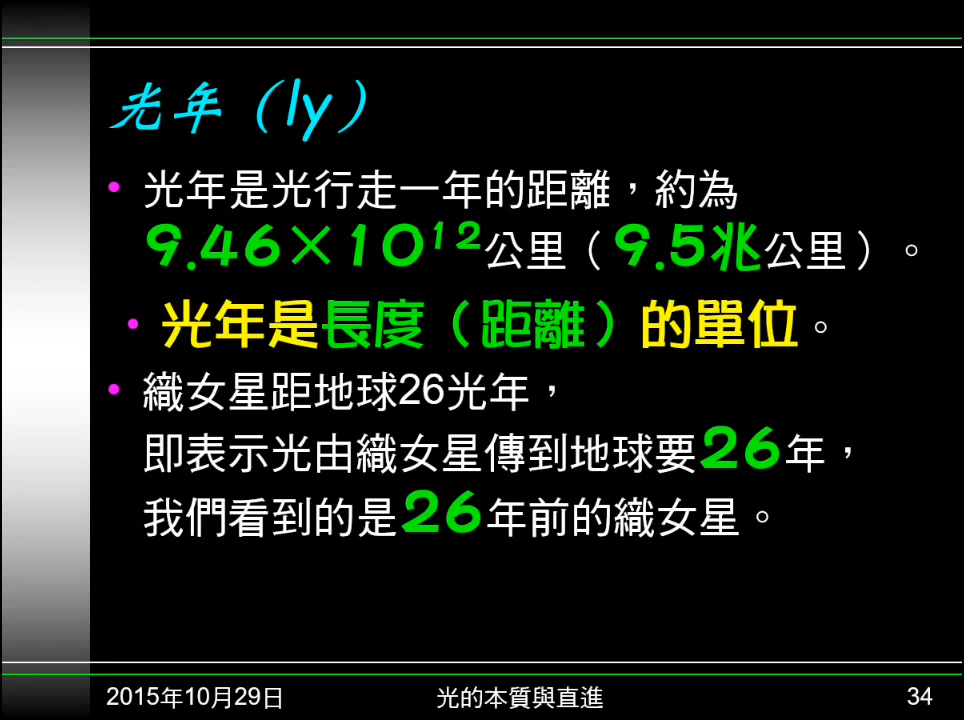 光年（ly）
• 光年是光行走一年的距離，約為
9.46×10¹²公里（9.5兆公里）。
• 光年是長度（距離）的單位。
• 織女星距地球26光年，
即表示光由織女星傳到地球要26年，
我們看到的是26年前的織女星。
2015年10月29日 光的本質與直進 34